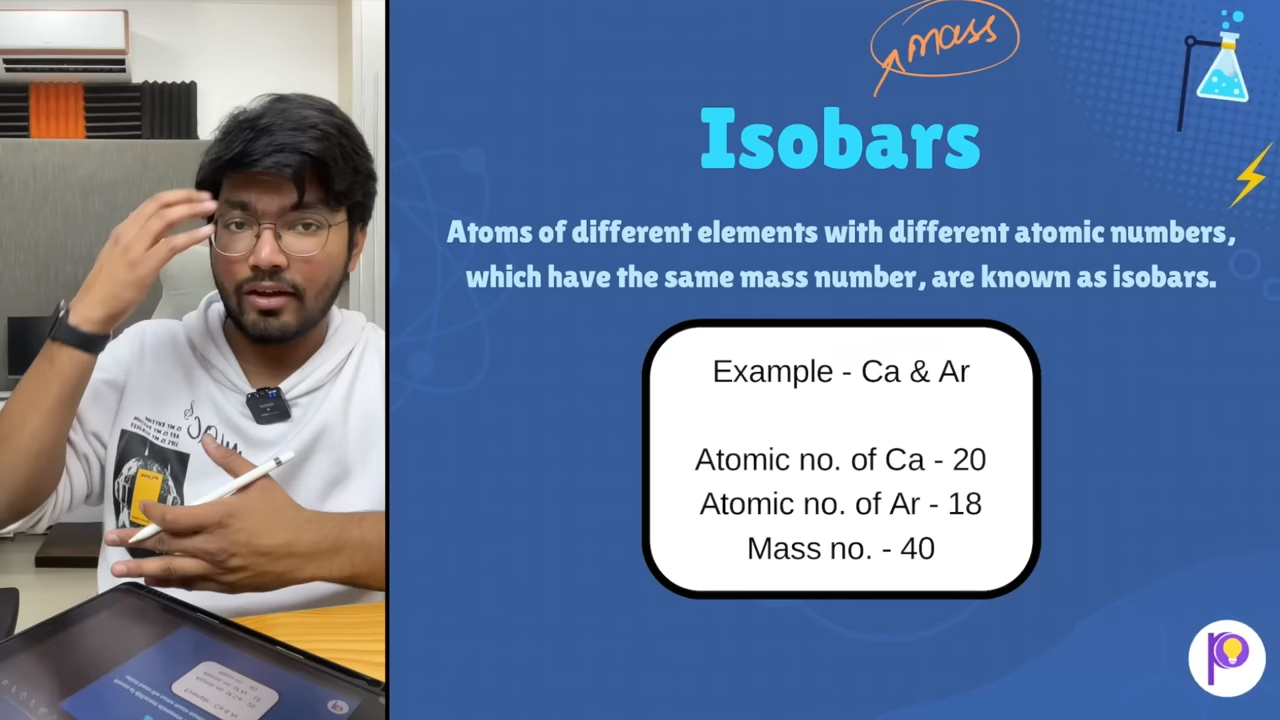 mass
Isobars
Atoms of different elements with different atomic numbers,
which have the same mass number, are known as isobars.
Example - Ca & Ar
Atomic no. of Ca - 20
Atomic no. of Ar - 18
Mass no. - 40